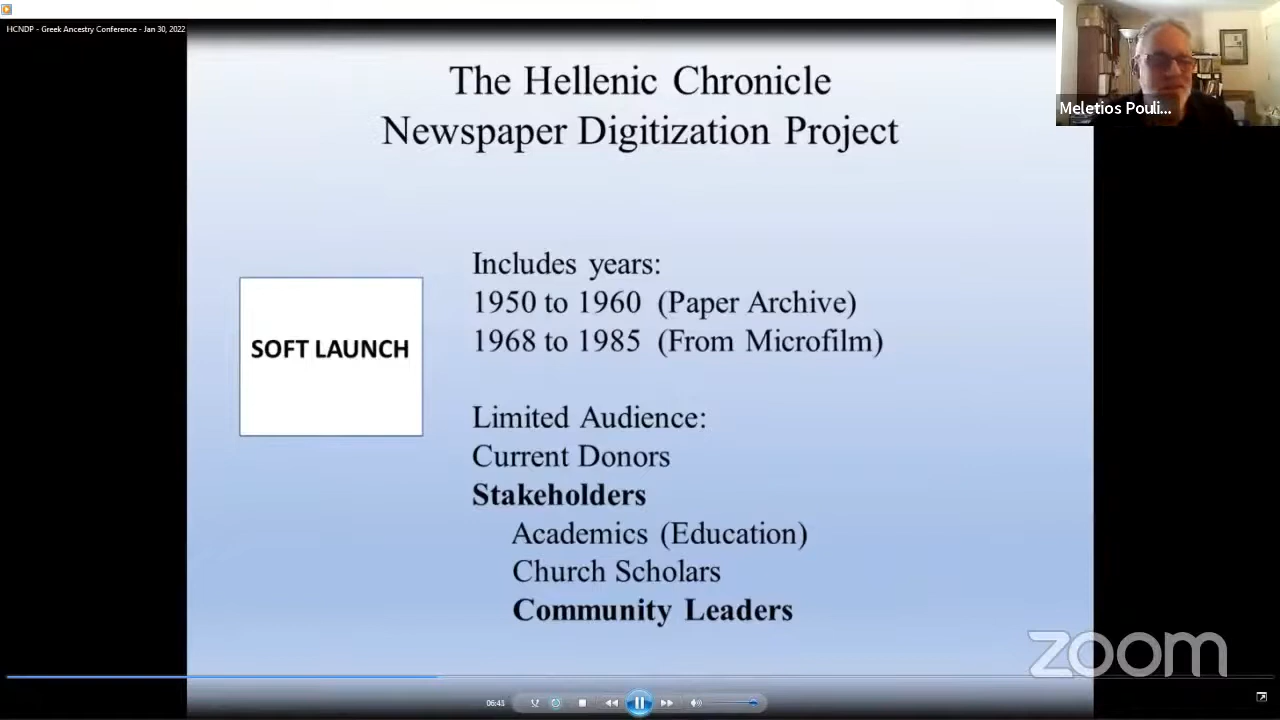 HCNDP - Greek Ancestry Conference - Jan 30, 2022
Meletios Pouli...
The Hellenic Chronicle
Newspaper Digitization Project
SOFT LAUNCH
Includes years:
1950 to 1960 (Paper Archive)
1968 to 1985 (From Microfilm)
Limited Audience:
Current Donors
Stakeholders
Academics (Education)
Church Scholars
Community Leaders
zoom
06:43